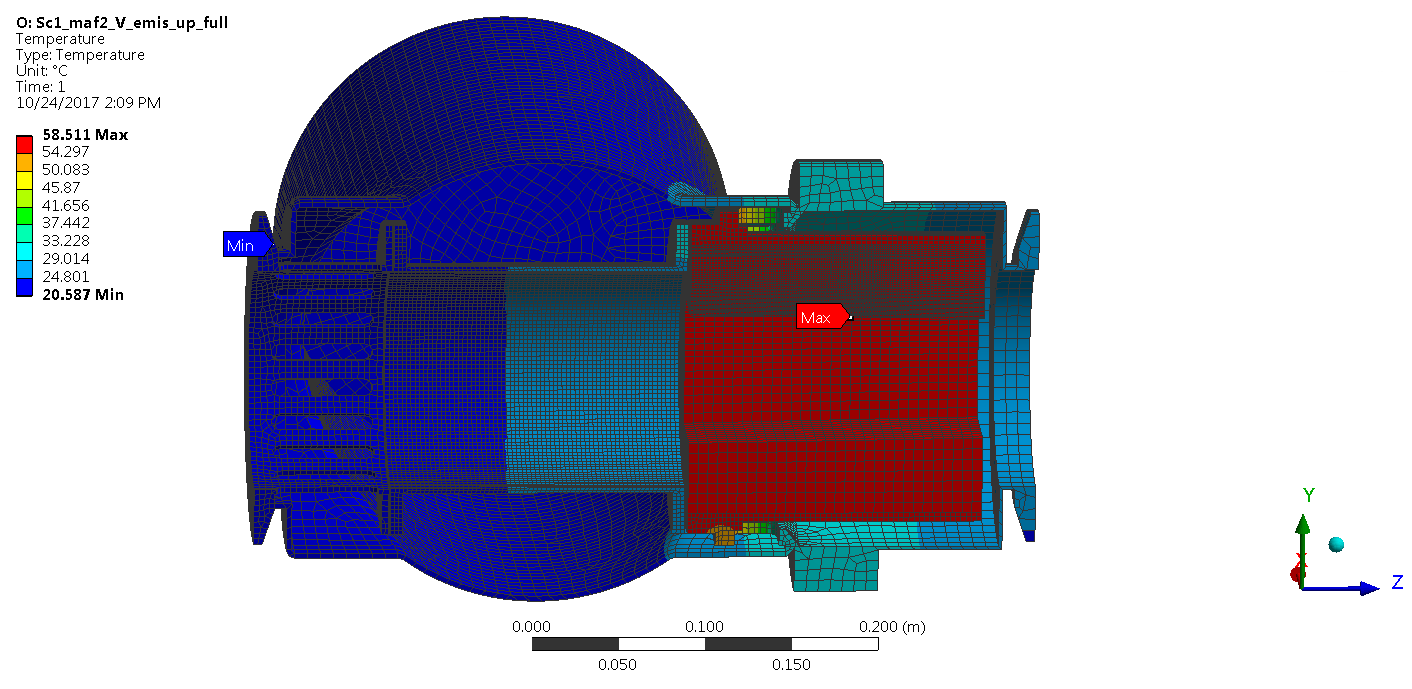 O: Sc1_maf2_V_emis_up_full
Temperature
Type: Temperature
Unit: °C
Time: 1
10/24/2017 2:09 PM
58.511 Max
54.297
50.083
45.87
41.656
37.442
33.228
29.014
24.801
20.587 Min
Min
Max
Y
Z
0.000 0.100 0.200 (m)
0.050 0.150